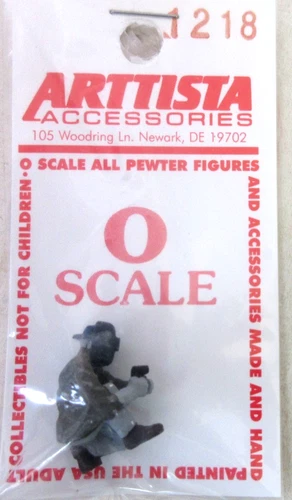 1218
ARTTISTA
ACCESSORIES
105 Woodring Ln. Newark, DE 19702
O SCALE ALL PEWTER FIGURES
AND ACCESSORIES MADE AND HAND
PAINTED IN THE USA ADULT
COLLECTIBLES NOT FOR CHILDREN •
O
SCALE